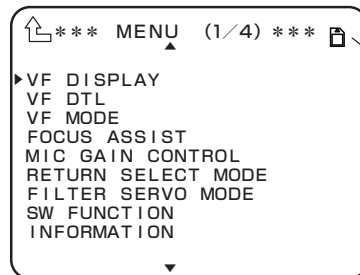 *** MENU (1/4) ***
VF DISPLAY
VF DTL
VF MODE
FOCUS ASSIST
MIC GAIN CONTROL
RETURN SELECT MODE
FILTER SERVO MODE
SW FUNCTION
INFORMATION